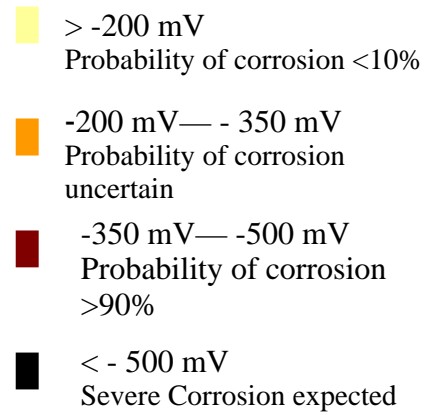 > -200 mV
Probability of corrosion <10%
-200 mV— - 350 mV
Probability of corrosion
uncertain
-350 mV— -500 mV
Probability of corrosion
>90%
< - 500 mV
Severe Corrosion expected